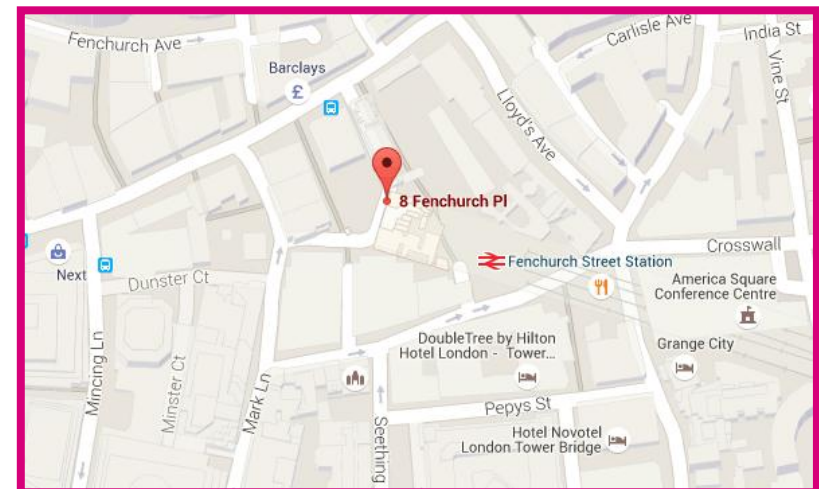 Fenchurch Ave
Carlisle Ave
India St
Vine St
Barclays
£
Lloyd's Ave
8 Fenchurch Pl
Crosswall
Fenchurch Street Station
Next
Dunster Ct
America Square
Conference Centre
DoubleTree by Hilton
Hotel London - Tower...
Grange City
Mincing Ln
Minster Ct
Mark Ln
Pepys St
Seething
Hotel Novotel
London Tower Bridge